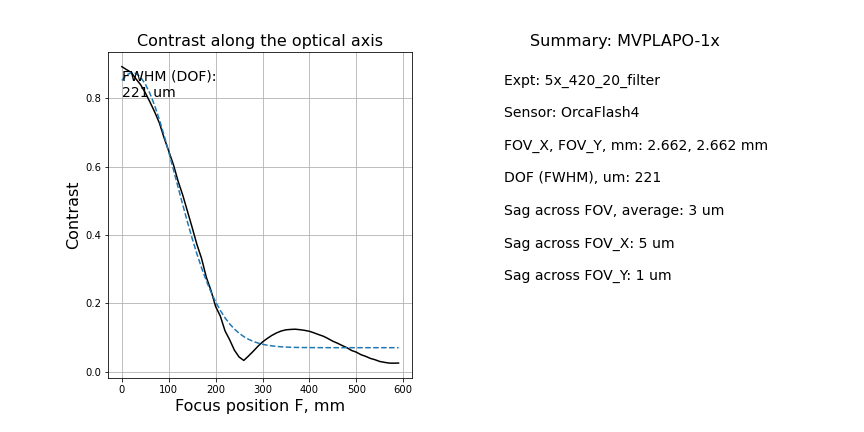 Contrast along the optical axis
FWHM (DOF):
221 um
Contrast
0.8
0.6
0.4
0.2
0.0
0 100 200 300 400 500 600
Focus position F, mm
Summary: MVPLAPO-1x
Expt: 5x_420_20_filter
Sensor: OrcaFlash4
FOV_X, FOV_Y, mm: 2.662, 2.662 mm
DOF (FWHM), um: 221
Sag across FOV, average: 3 um
Sag across FOV_X: 5 um
Sag across FOV_Y: 1 um